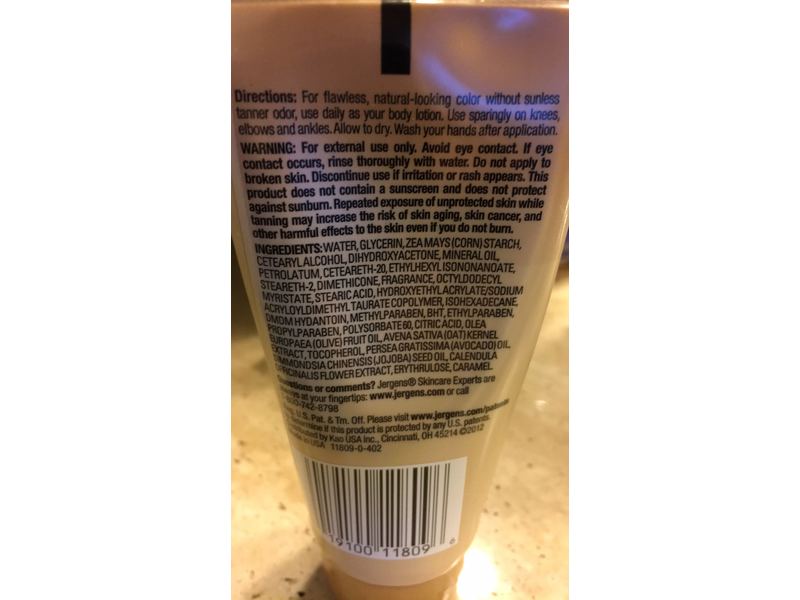 Directions: For flawless, natural-looking color without sunless
tanner odor, use daily as your body lotion. Use sparingly on knees,
elbows and ankles. Allow to dry. Wash your hands after application.
WARNING: For external use only. Avoid eye contact. If eye
contact occurs, rinse thoroughly with water. Do not apply to
broken skin. Discontinue use if irritation or rash appears. This
product does not contain a sunscreen and does not protect
against sunburn. Repeated exposure of unprotected skin while
tanning may increase the risk of skin aging, skin cancer, and
other harmful effects to the skin even if you do not burn.
INGREDIENTS: WATER, GLYCERIN, ZEA MAYS (CORN) STARCH,
CETEARYL ALCOHOL, DIHYDROXYACETONE, MINERAL OIL,
PETROLATUM, CETEARETH-20, ETHYLHEXYL ISONONANOATE,
STEARETH-2, DIMETHICONE, FRAGRANCE, OCTYLDODECYL
MYRISTATE, STEARIC ACID, HYDROXYETHYL ACRYLATE/SODIUM
ACRYLOYLDIMETHYL TAURATE COPOLYMER, ISOHEXADECANE,
DMDM HYDANTOIN, METHYLPARABEN, BHT, ETHYLPARABEN,
PROPYLPARABEN, POLYSORBATE 60, CITRIC ACID, OLEA
EUROPAEA (OLIVE) FRUIT OIL, AVENA SATIVA (OAT) KERNEL
EXTRACT, TOCOPHEROL, PERSEA GRATISSIMA (AVOCADO) OIL,
SIMMONDSIA CHINENSIS (JOJOBA) SEED OIL, CALENDULA
OFFICINALIS FLOWER EXTRACT, ERYTHRULOSE, CARAMEL
Questions or comments? Jergens® Skincare Experts are
at your fingertips: www.jergens.com or call
800-742-8798
U.S. Pat. & Tm. Off. Please visit www.jergens.com/patents
determine if this product is protected by any U.S. patents.
by Kao USA Inc., Cincinnati, OH 45214 ©2012
in USA 11809-0-402
19100 11809 6